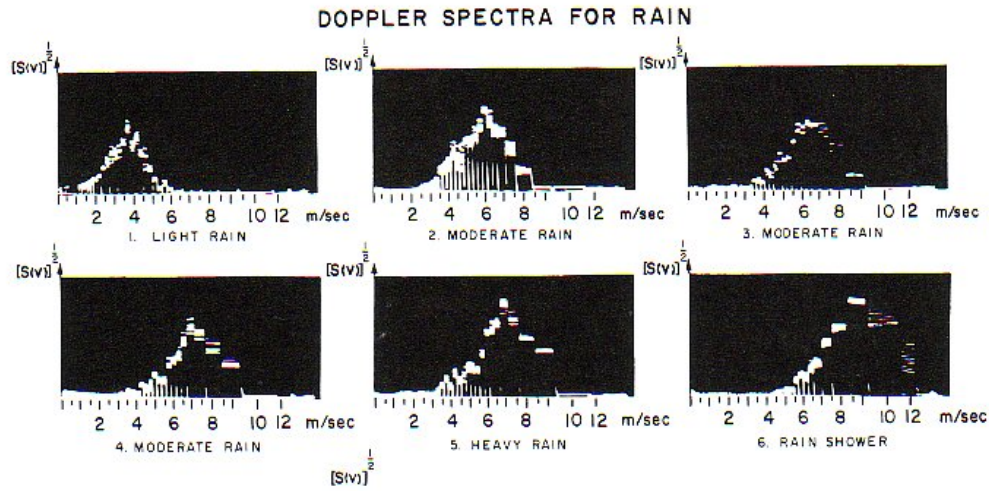 DOPPLER SPECTRA FOR RAIN
[S(v)]^1/2 [S(v)]^1/2 [S(v)]^1/2
2 4 6 8 10 12 m/sec 2 4 6 8 10 12 m/sec 2 4 6 8 10 12 m/sec
1. LIGHT RAIN 2. MODERATE RAIN 3. MODERATE RAIN
[S(v)]^1/2 [S(v)]^1/2 [S(v)]^1/2
2 4 6 8 10 12 m/sec 2 4 6 8 10 12 m/sec 2 4 6 8 10 12 m/sec
4. MODERATE RAIN 5. HEAVY RAIN 6. RAIN SHOWER
[S(v)]^1/2